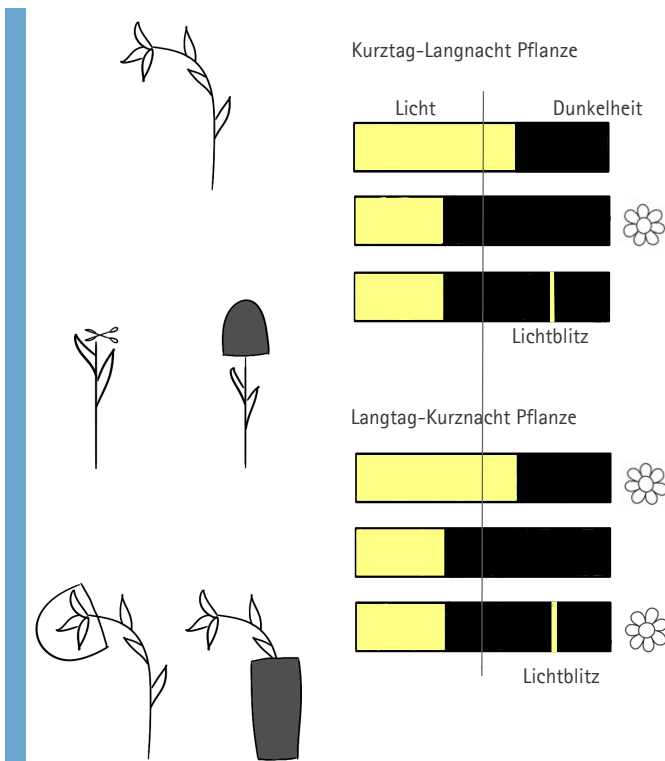 Kurztag-Langnacht Pflanze
Licht Dunkelheit
Lichtblitz
Langtag-Kurznacht Pflanze
Lichtblitz